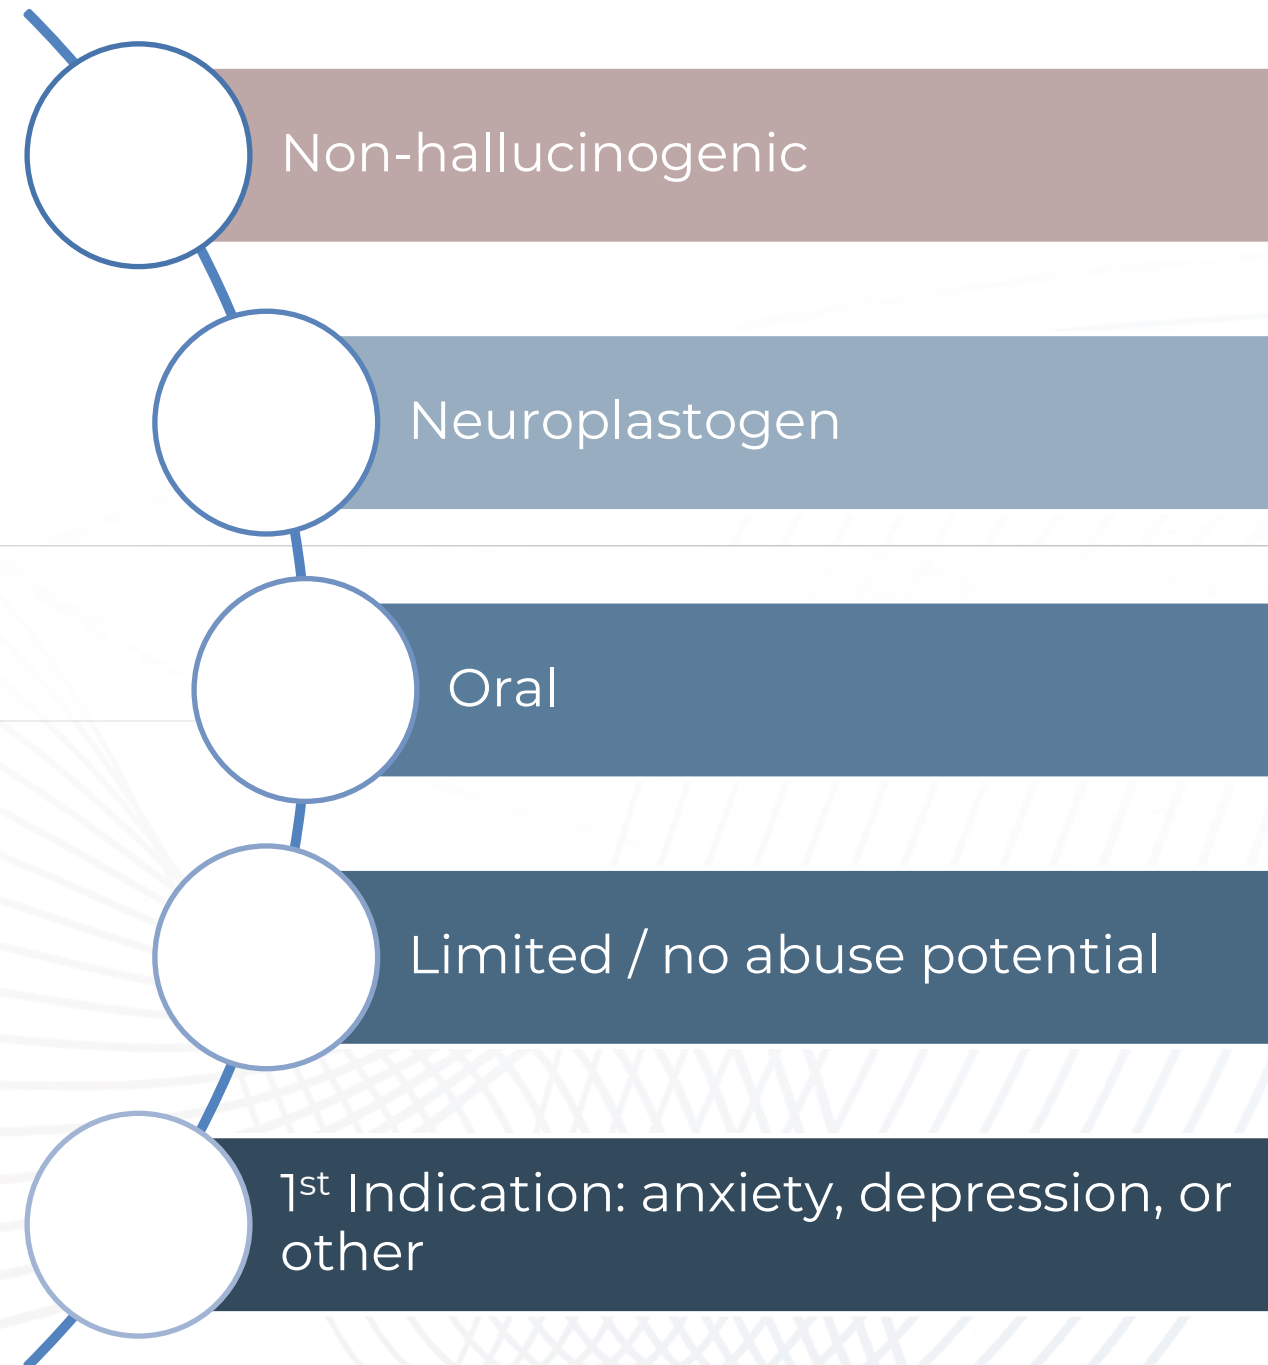 Non-hallucinogenic
Neuroplastogen
Oral
Limited / no abuse potential
1st Indication: anxiety, depression, or
other